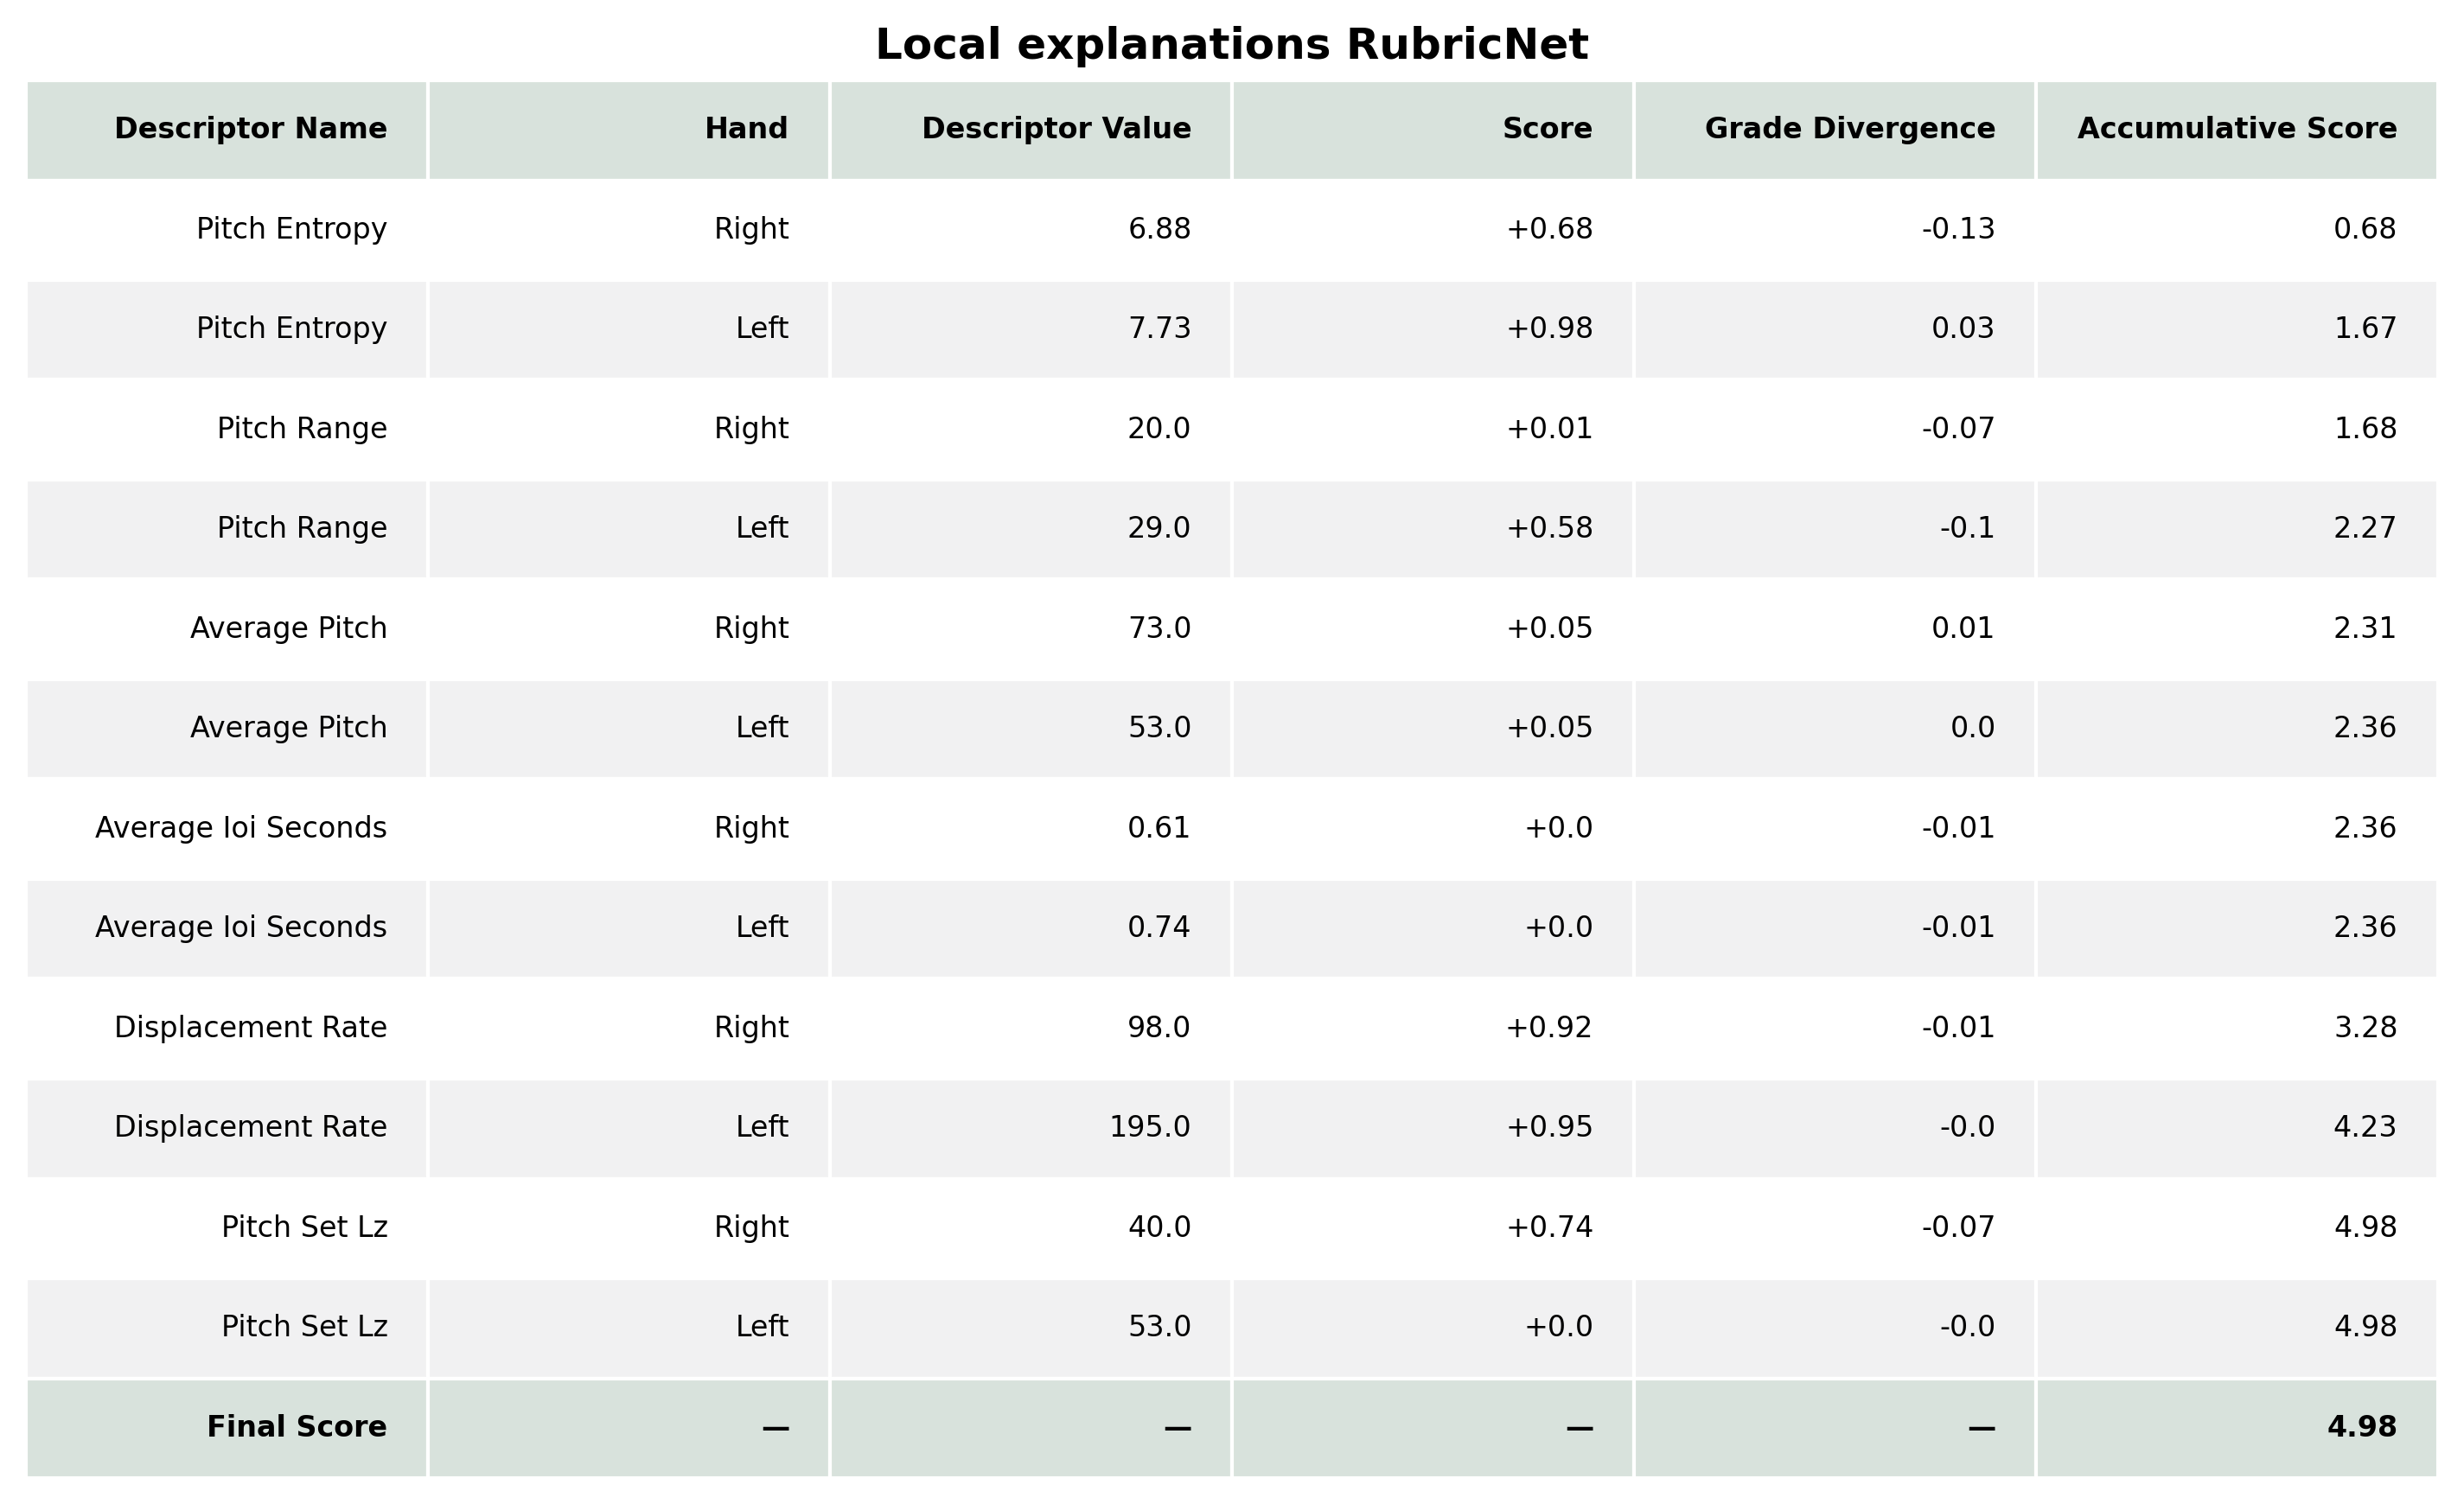 Local explanations RubricNet
Descriptor Name Hand Descriptor Value Score Grade Divergence Accumulative Score
Pitch Entropy Right 6.88 +0.68 -0.13 0.68
Pitch Entropy Left 7.73 +0.98 0.03 1.67
Pitch Range Right 20.0 +0.01 -0.07 1.68
Pitch Range Left 29.0 +0.58 -0.1 2.27
Average Pitch Right 73.0 +0.05 0.01 2.31
Average Pitch Left 53.0 +0.05 0.0 2.36
Average Ioi Seconds Right 0.61 +0.0 -0.01 2.36
Average Ioi Seconds Left 0.74 +0.0 -0.01 2.36
Displacement Rate Right 98.0 +0.92 -0.01 3.28
Displacement Rate Left 195.0 +0.95 -0.0 4.23
Pitch Set Lz Right 40.0 +0.74 -0.07 4.98
Pitch Set Lz Left 53.0 +0.0 -0.0 4.98
Final Score — — — — 4.98